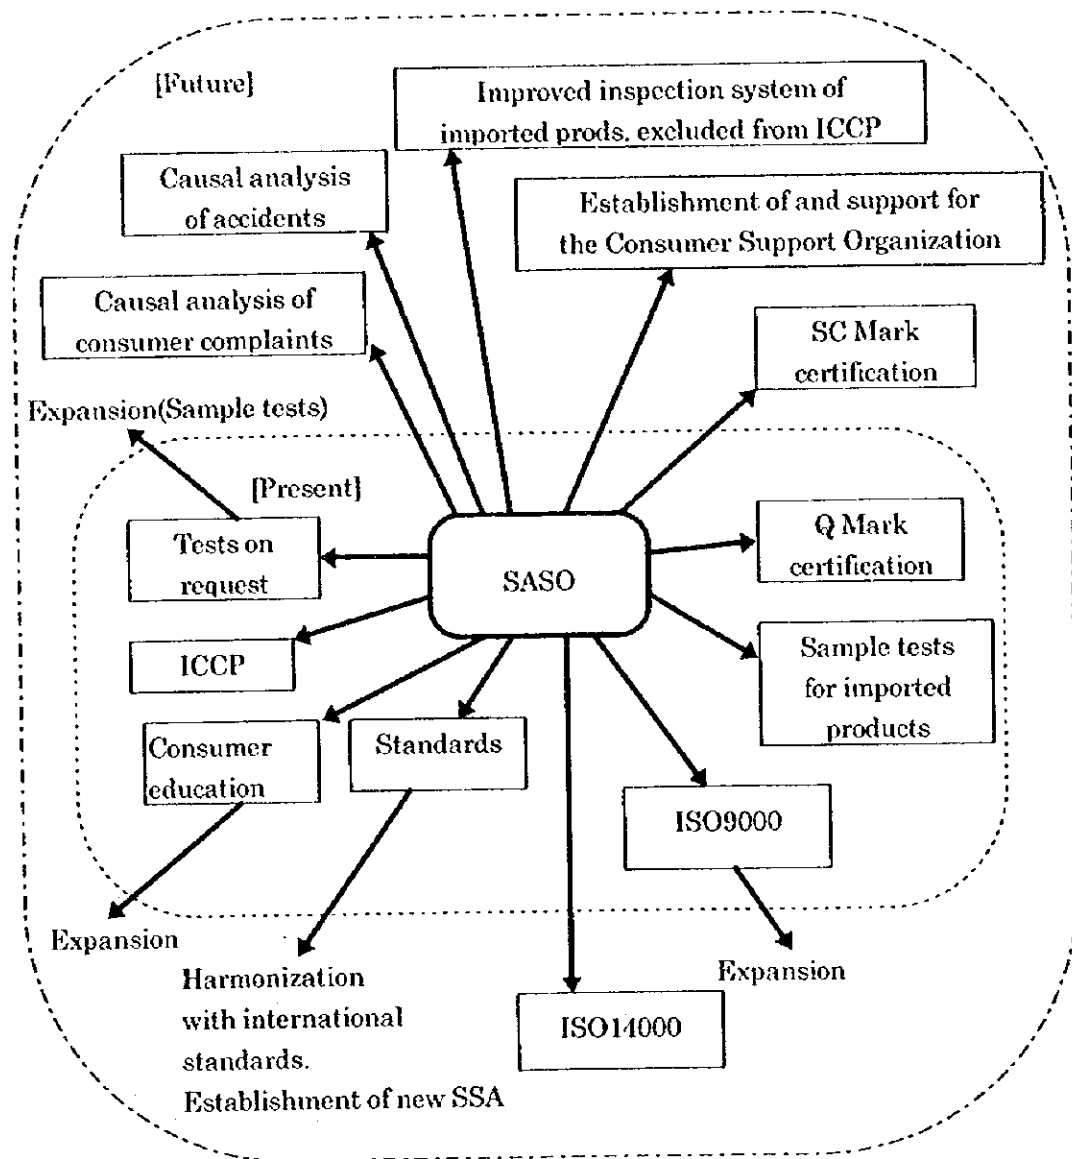 [Future]
Improved inspection system of
imported prods. excluded from ICCP
Causal analysis
of accidents
Establishment of and support for
the Consumer Support Organization
Causal analysis of
consumer complaints
SC Mark
certification
Expansion(Sample tests)
[Present]
Tests on
request
SASO
Q Mark
certification
ICCP
Sample tests
for imported
products
Consumer
education
Standards
ISO9000
Expansion
Harmonization
with international
standards.
Establishment of new SSA
ISO14000
Expansion